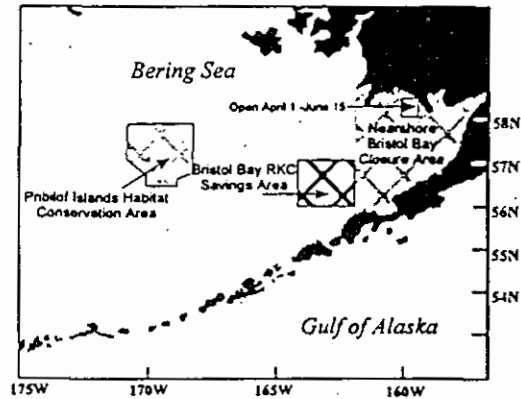 Bering Sea
Open April 1 -June 15
Nearshore
Bristol Bay
Closure Area
Bristol Bay RKC
Savings Area
Pribilof Islands Habitat
Conservation Area
Gulf of Alaska
58N
57N
56N
55N
54N
175W
170W
165W
160W